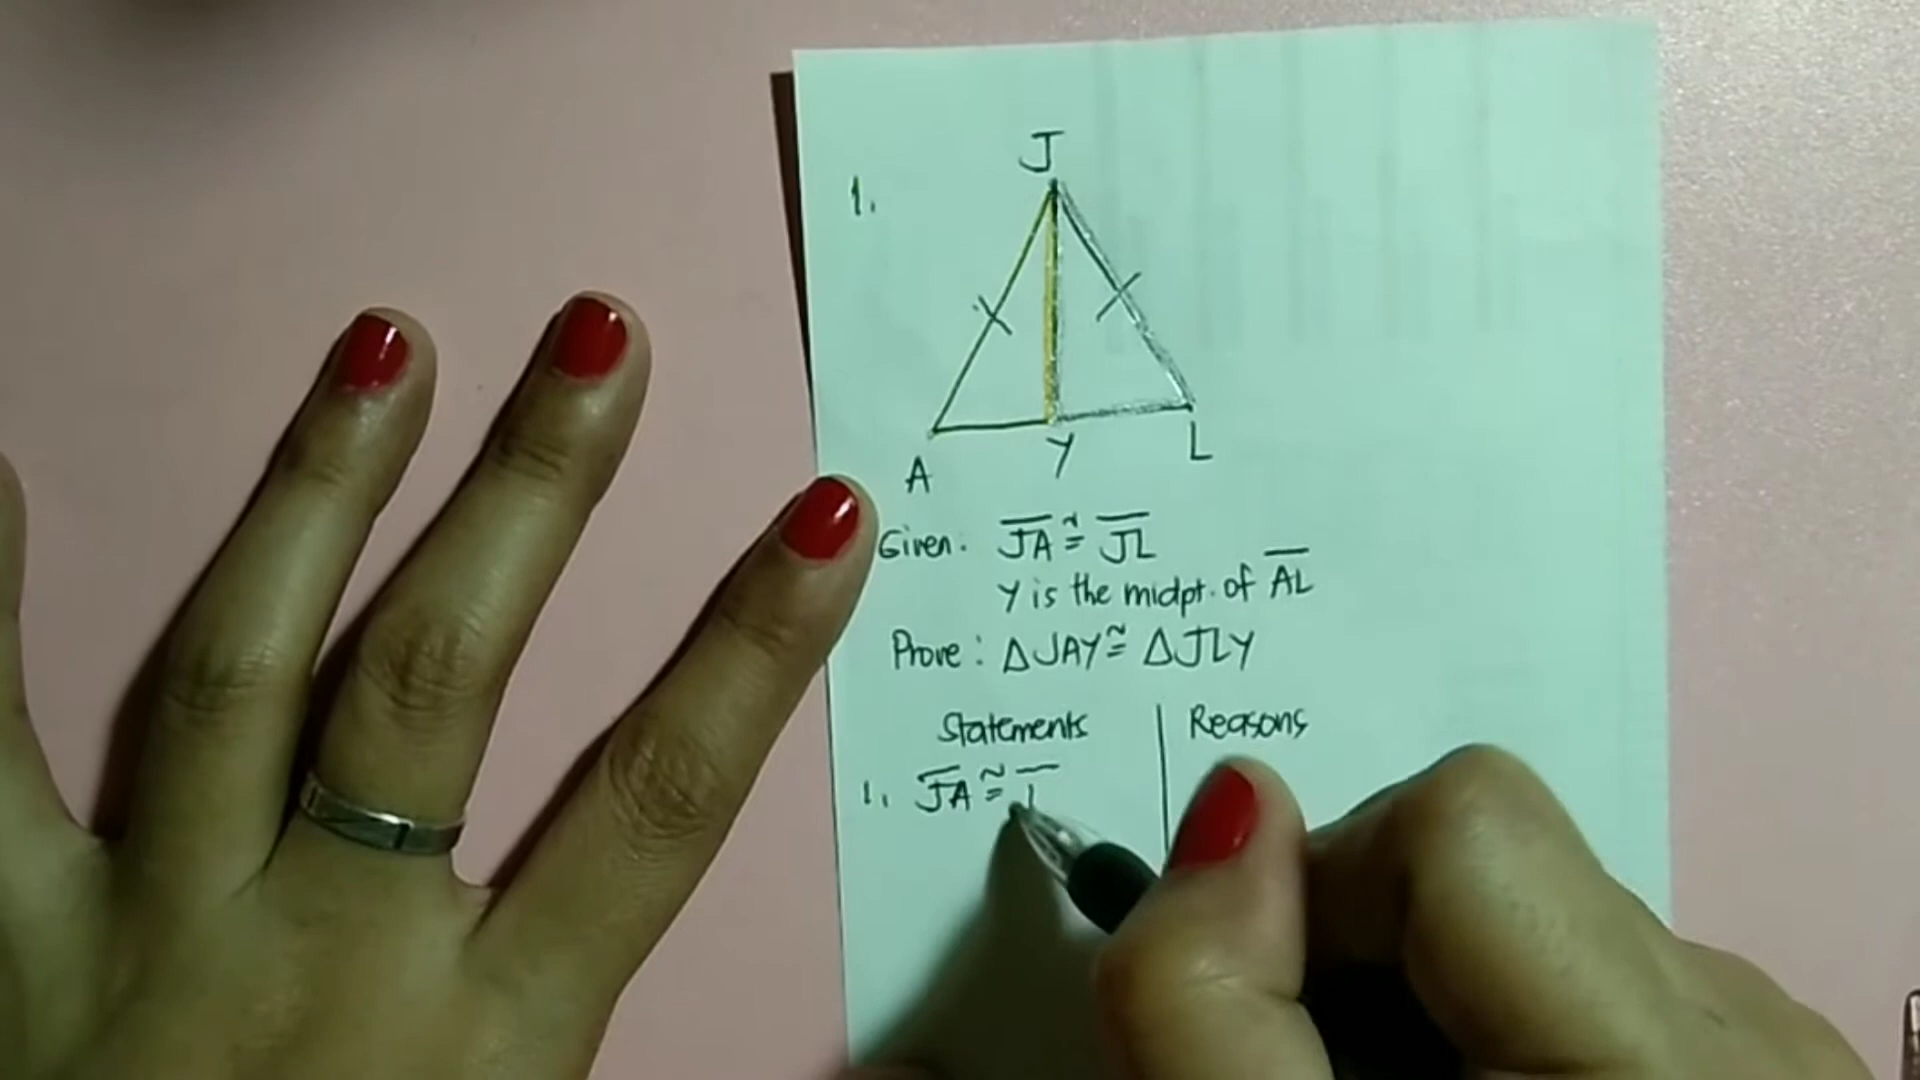 J
1.
A Y L
Given: JA ≅ JL
Y is the midpt. of AL
Prove: ΔJAY ≅ ΔJLY
Statements Reasons
1. JA ≅